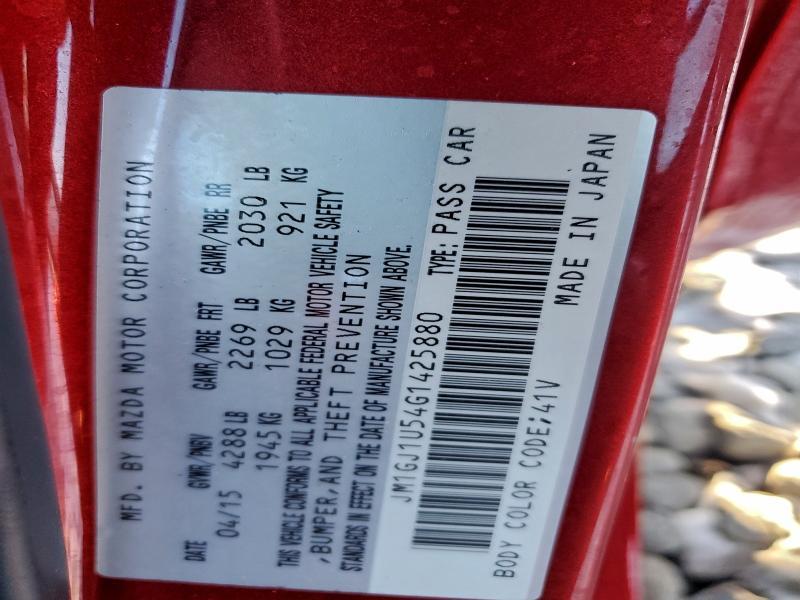 MFD. BY MAZDA MOTOR CORPORATION
DATE GVWR/PNBV GAWR/PNBE FRT GAWR/PNBE RR
04/15 4288 LB 2269 LB 2030 LB
1945 KG 1029 KG 921 KG
THIS VEHICLE CONFORMS TO ALL APPLICABLE FEDERAL MOTOR VEHICLE SAFETY
,BUMPER,AND THEFT PREVENTION
STANDARDS IN EFFECT ON THE DATE OF MANUFACTURE SHOWN ABOVE.
JM1GJ1U54G1425880 TYPE: PASS CAR
BODY COLOR CODE;41V MADE IN JAPAN